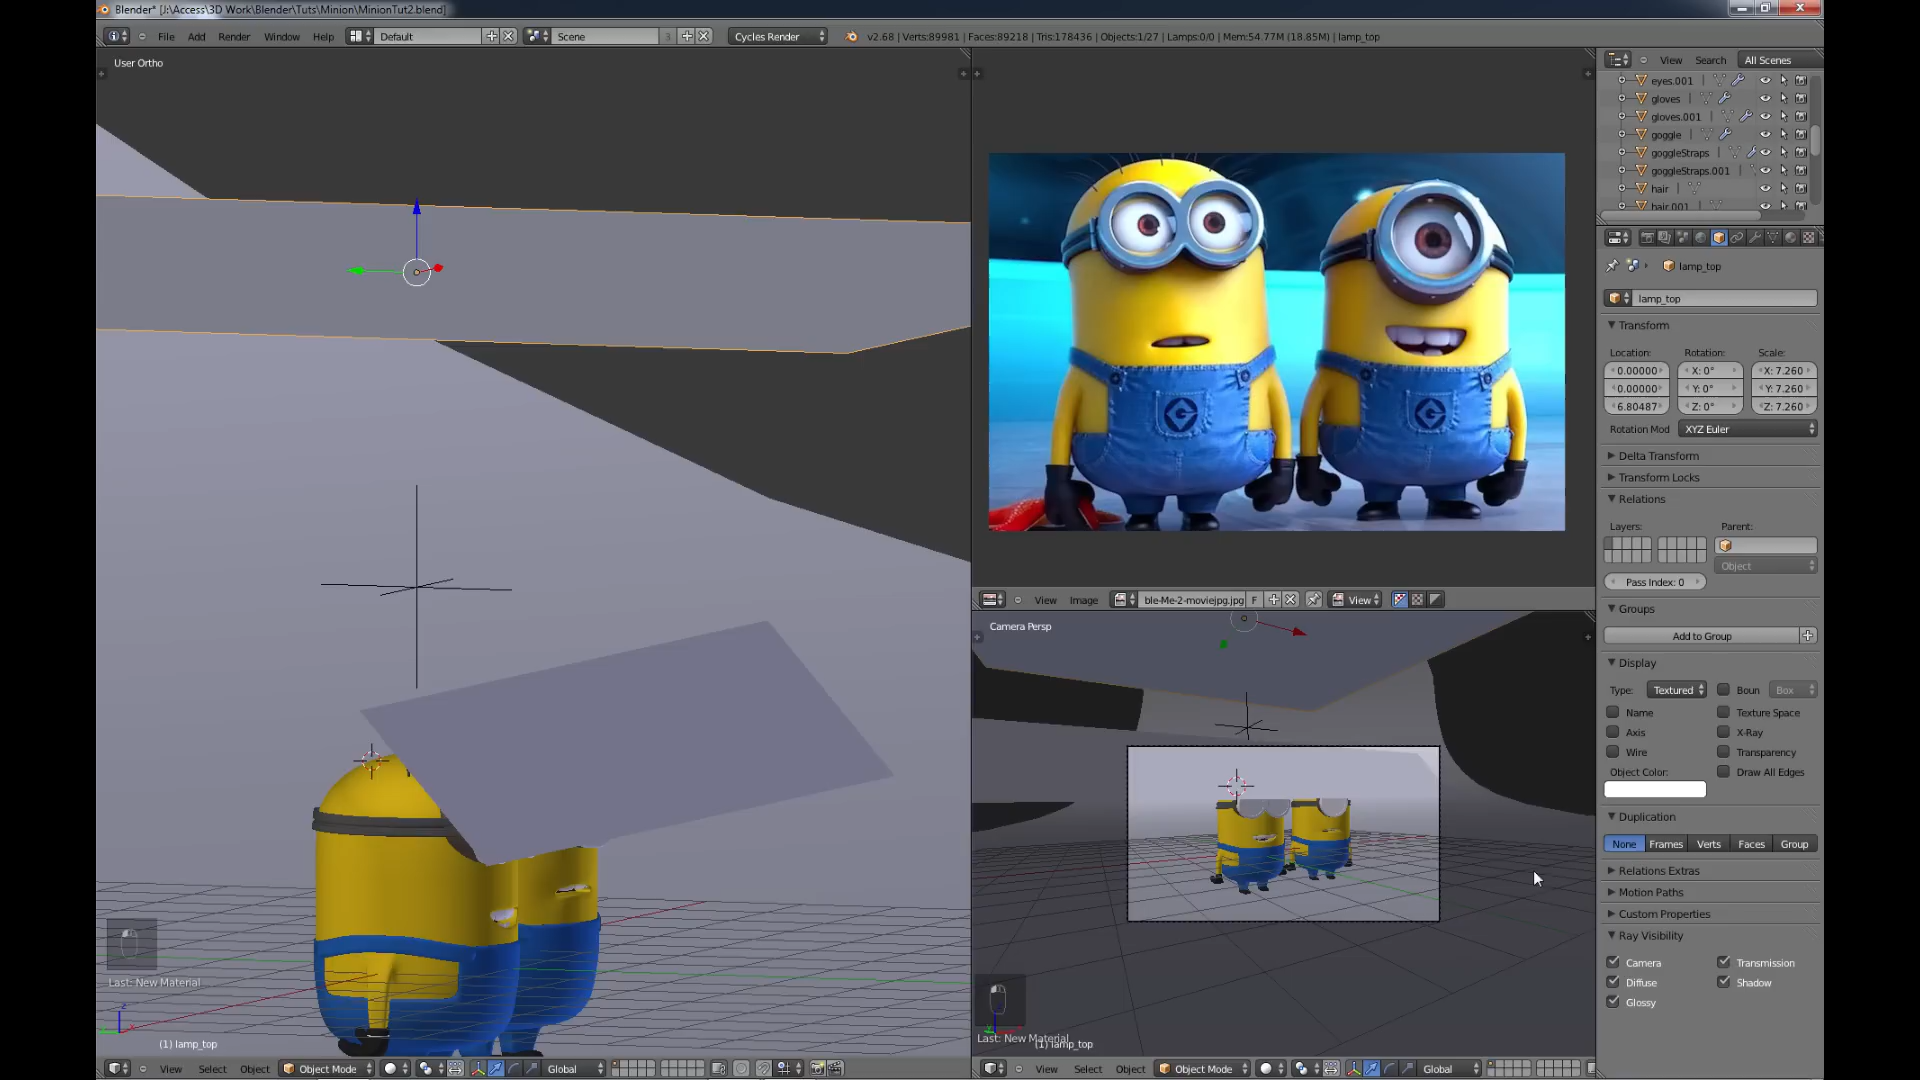 Blender* [J:\Access\3D Work\Blender\Tuts\Minion\MinionTut2.blend]
File Add Render Window Help Default Scene 3 Cycles Render v2.68 | Verts:89981 | Faces:89218 | Tris:178436 | Objects:1/27 | Lamps:0/0 | Mem:54.77M (18.85M) | lamp_top
User Ortho
View Search All Scenes
eyes.001
gloves
gloves.001
goggle
goggleStraps
goggleStraps.001
hair
hair.001
lamp_top
lamp_top
Transform
Location: Rotation: Scale:
0.00000 X: 0° X: 7.260
0.00000 Y: 0° Y: 7.260
6.80487 Z: 0° Z: 7.260
Rotation Mod XYZ Euler
Delta Transform
Transform Locks
Relations
Layers: Parent:
Object
Pass Index: 0
Groups
Add to Group
Display
Type: Textured Boun Box
Name Texture Space
Axis X-Ray
Wire Transparency
Object Color: Draw All Edges
Duplication
None Frames Verts Faces Group
Relations Extras
Motion Paths
Custom Properties
Ray Visibility
Camera Transmission
Diffuse Shadow
Glossy
View Image ble-Me-2-moviejpg.jpg F View
Camera Persp
Last: New Material
(1) lamp_top
View Select Object Object Mode Global
Last: New Material
(1) lamp_top
View Select Object Object Mode Global